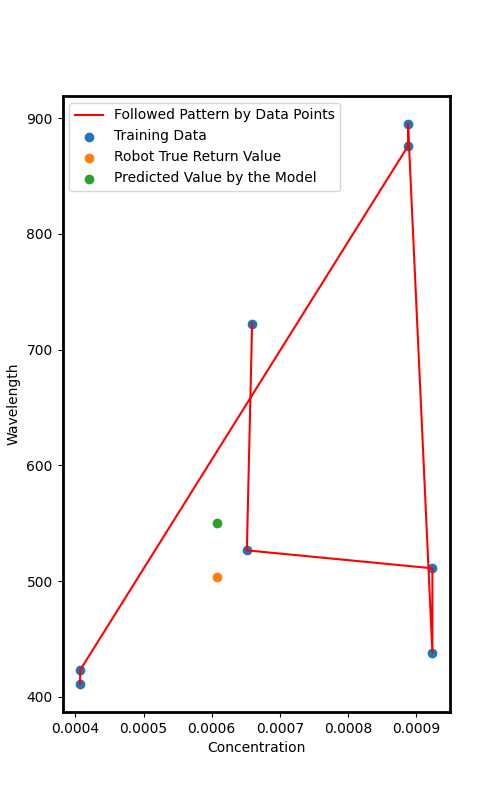 Followed Pattern by Data Points
Training Data
Robot True Return Value
Predicted Value by the Model
900
800
700
600
500
400
Wavelength
0.0004 0.0005 0.0006 0.0007 0.0008 0.0009
Concentration